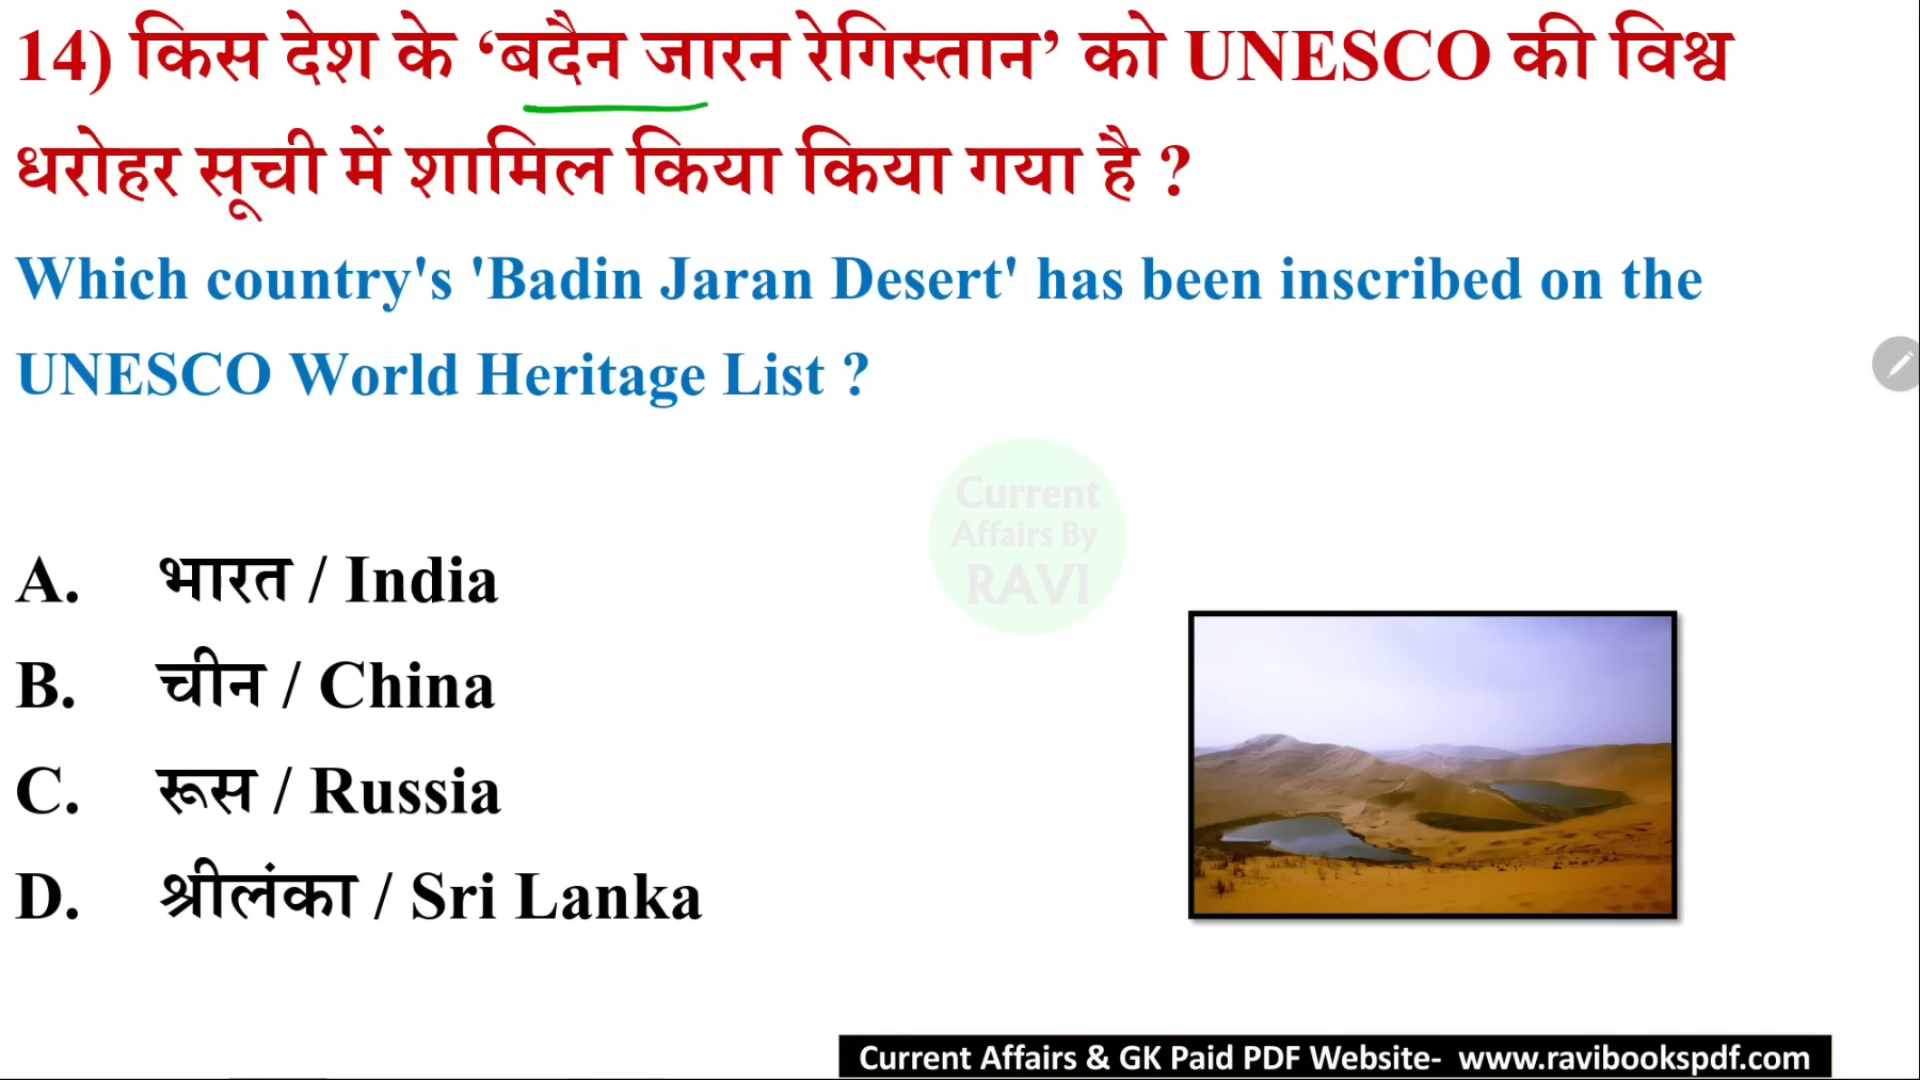 14) किस देश के ‘बदैन जारन रेगिस्तान’ को UNESCO की विश्व
धरोहर सूची में शामिल किया किया गया है ?
Which country's 'Badin Jaran Desert' has been inscribed on the
UNESCO World Heritage List ?
Current
Affairs By
RAVI
A. भारत / India
B. चीन / China
C. रूस / Russia
D. श्रीलंका / Sri Lanka
Current Affairs & GK Paid PDF Website- www.ravibookspdf.com